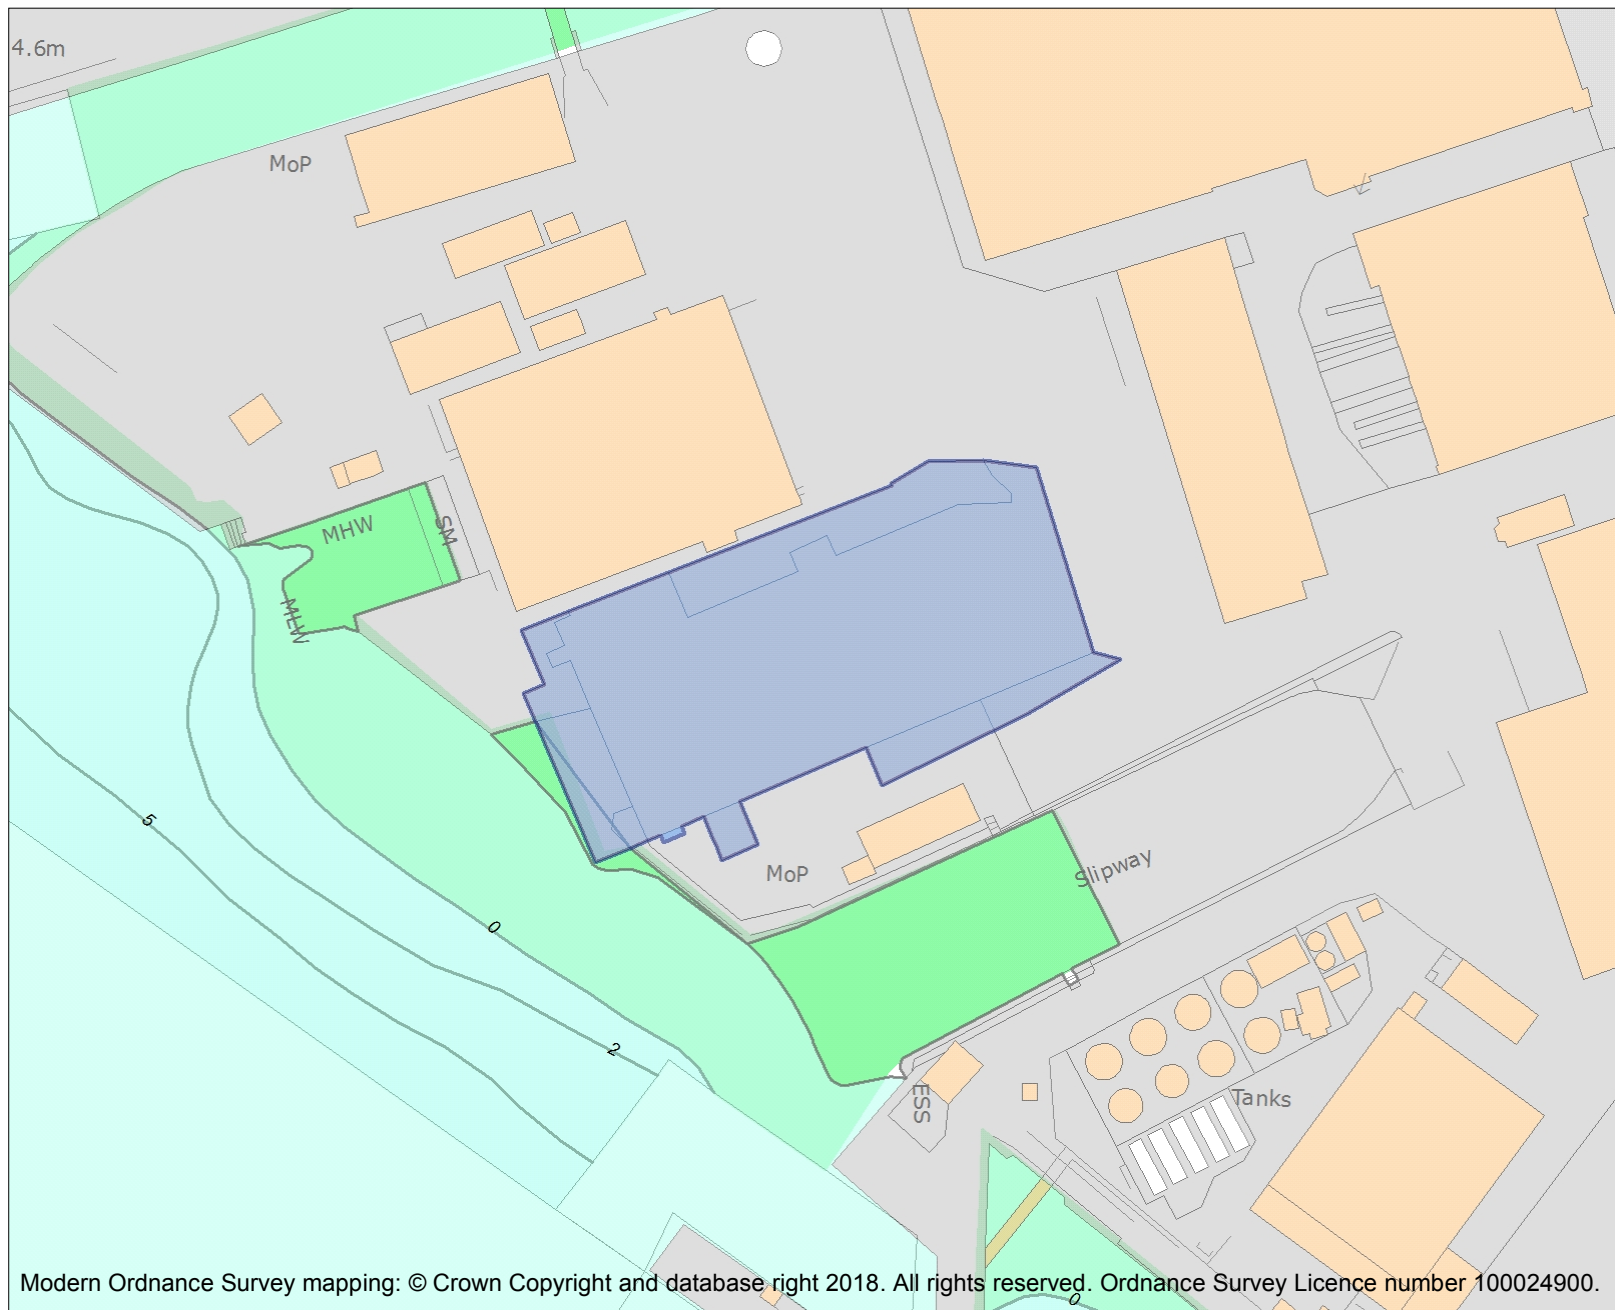 4.6m
MoP
MHW
SM
MLW
5
0
2
MoP
Slipway
ESS
Tanks
0
Modern Ordnance Survey mapping: © Crown Copyright and database right 2018. All rights reserved. Ordnance Survey Licence number 100024900.